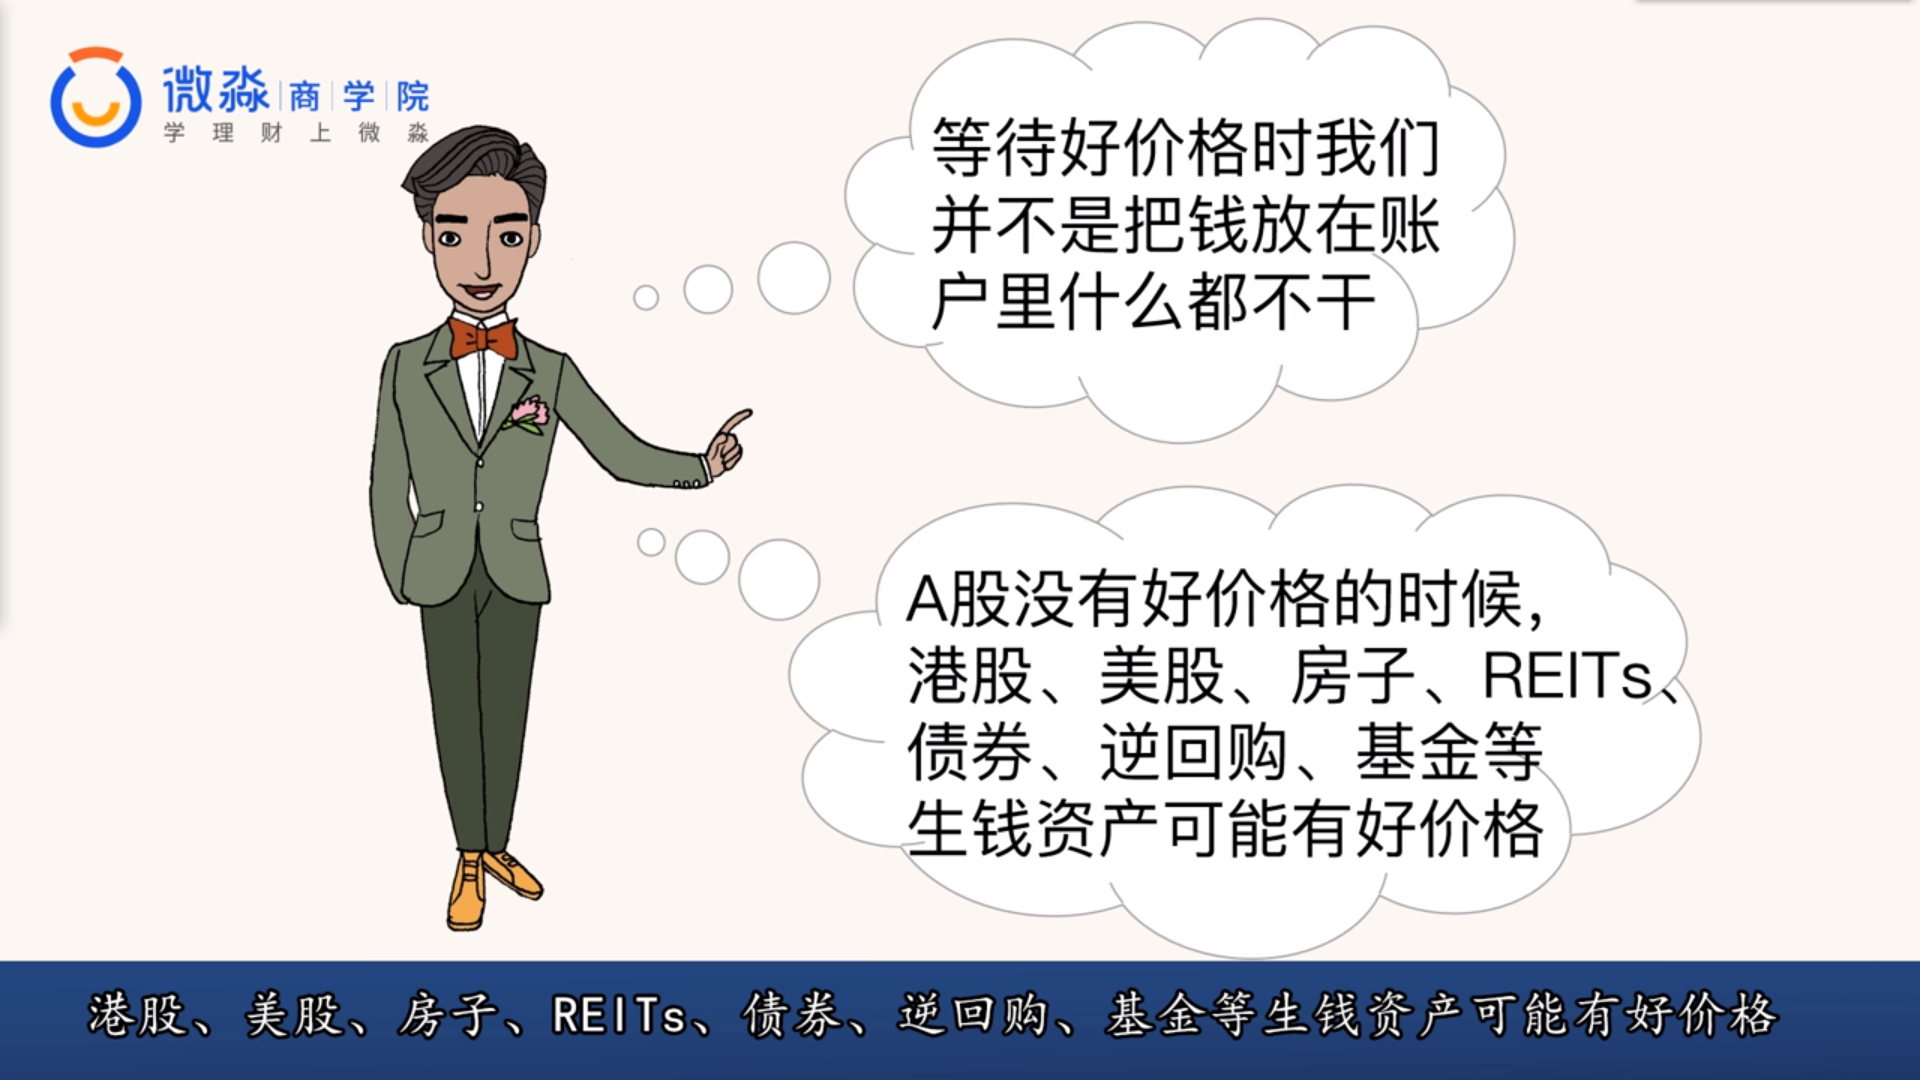 微淼|商|学|院
学理财上微淼
等待好价格时我们
并不是把钱放在账
户里什么都不干
A股没有好价格的时候，
港股、美股、房子、REITs、
债券、逆回购、基金等
生钱资产可能有好价格
港股、美股、房子、REITs、债券、逆回购、基金等生钱资产可能有好价格